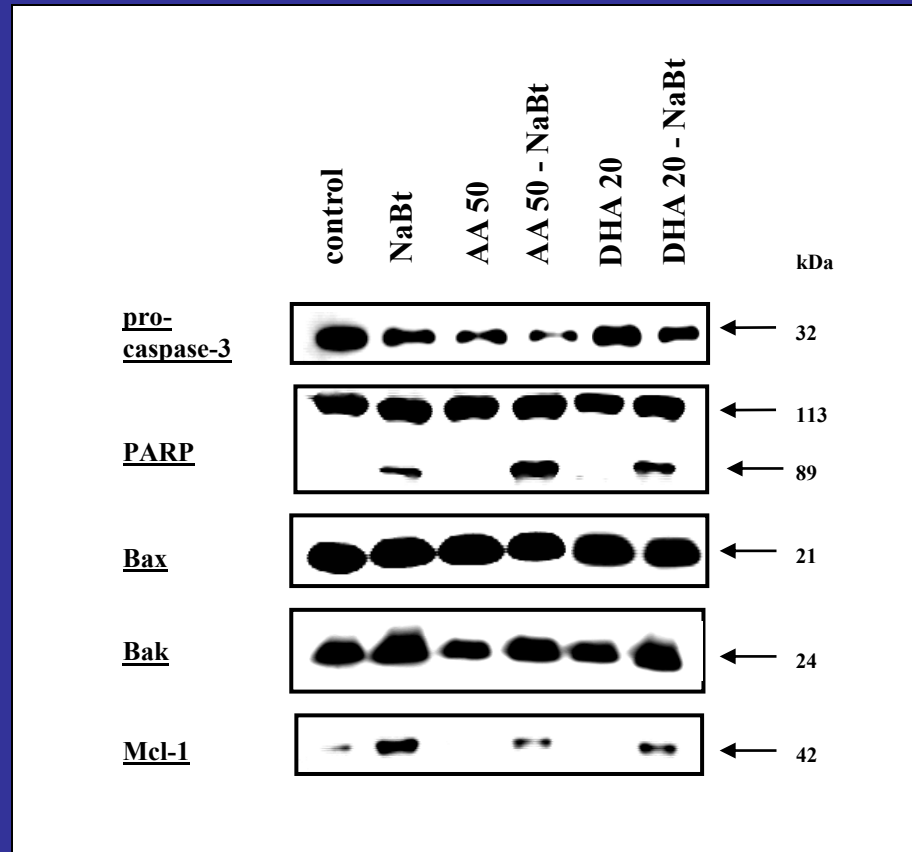 control
NaBt
AA 50
AA 50 - NaBt
DHA 20
DHA 20 - NaBt
kDa
pro-
caspase-3
32
113
PARP
89
Bax
21
Bak
24
Mcl-1
42